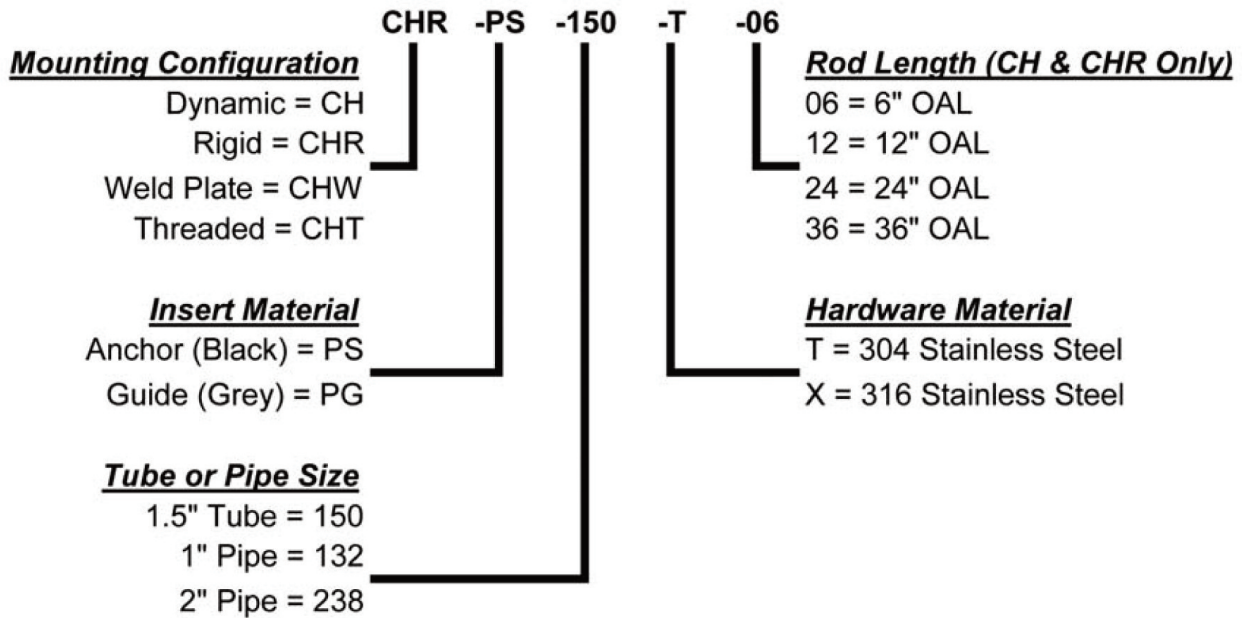 CHR -PS -150 -T -06
Mounting Configuration
Dynamic = CH
Rigid = CHR
Weld Plate = CHW
Threaded = CHT
Rod Length (CH & CHR Only)
06 = 6" OAL
12 = 12" OAL
24 = 24" OAL
36 = 36" OAL
Insert Material
Anchor (Black) = PS
Guide (Grey) = PG
Hardware Material
T = 304 Stainless Steel
X = 316 Stainless Steel
Tube or Pipe Size
1.5" Tube = 150
1" Pipe = 132
2" Pipe = 238